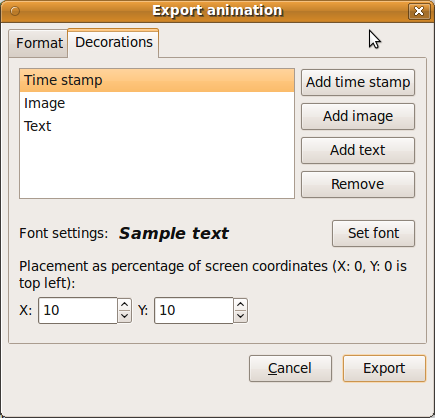 Export animation
Format Decorations
Time stamp
Image
Text
Add time stamp
Add image
Add text
Remove
Font settings: Sample text Set font
Placement as percentage of screen coordinates (X: 0, Y: 0 is
top left):
X: 10 Y: 10
Cancel Export